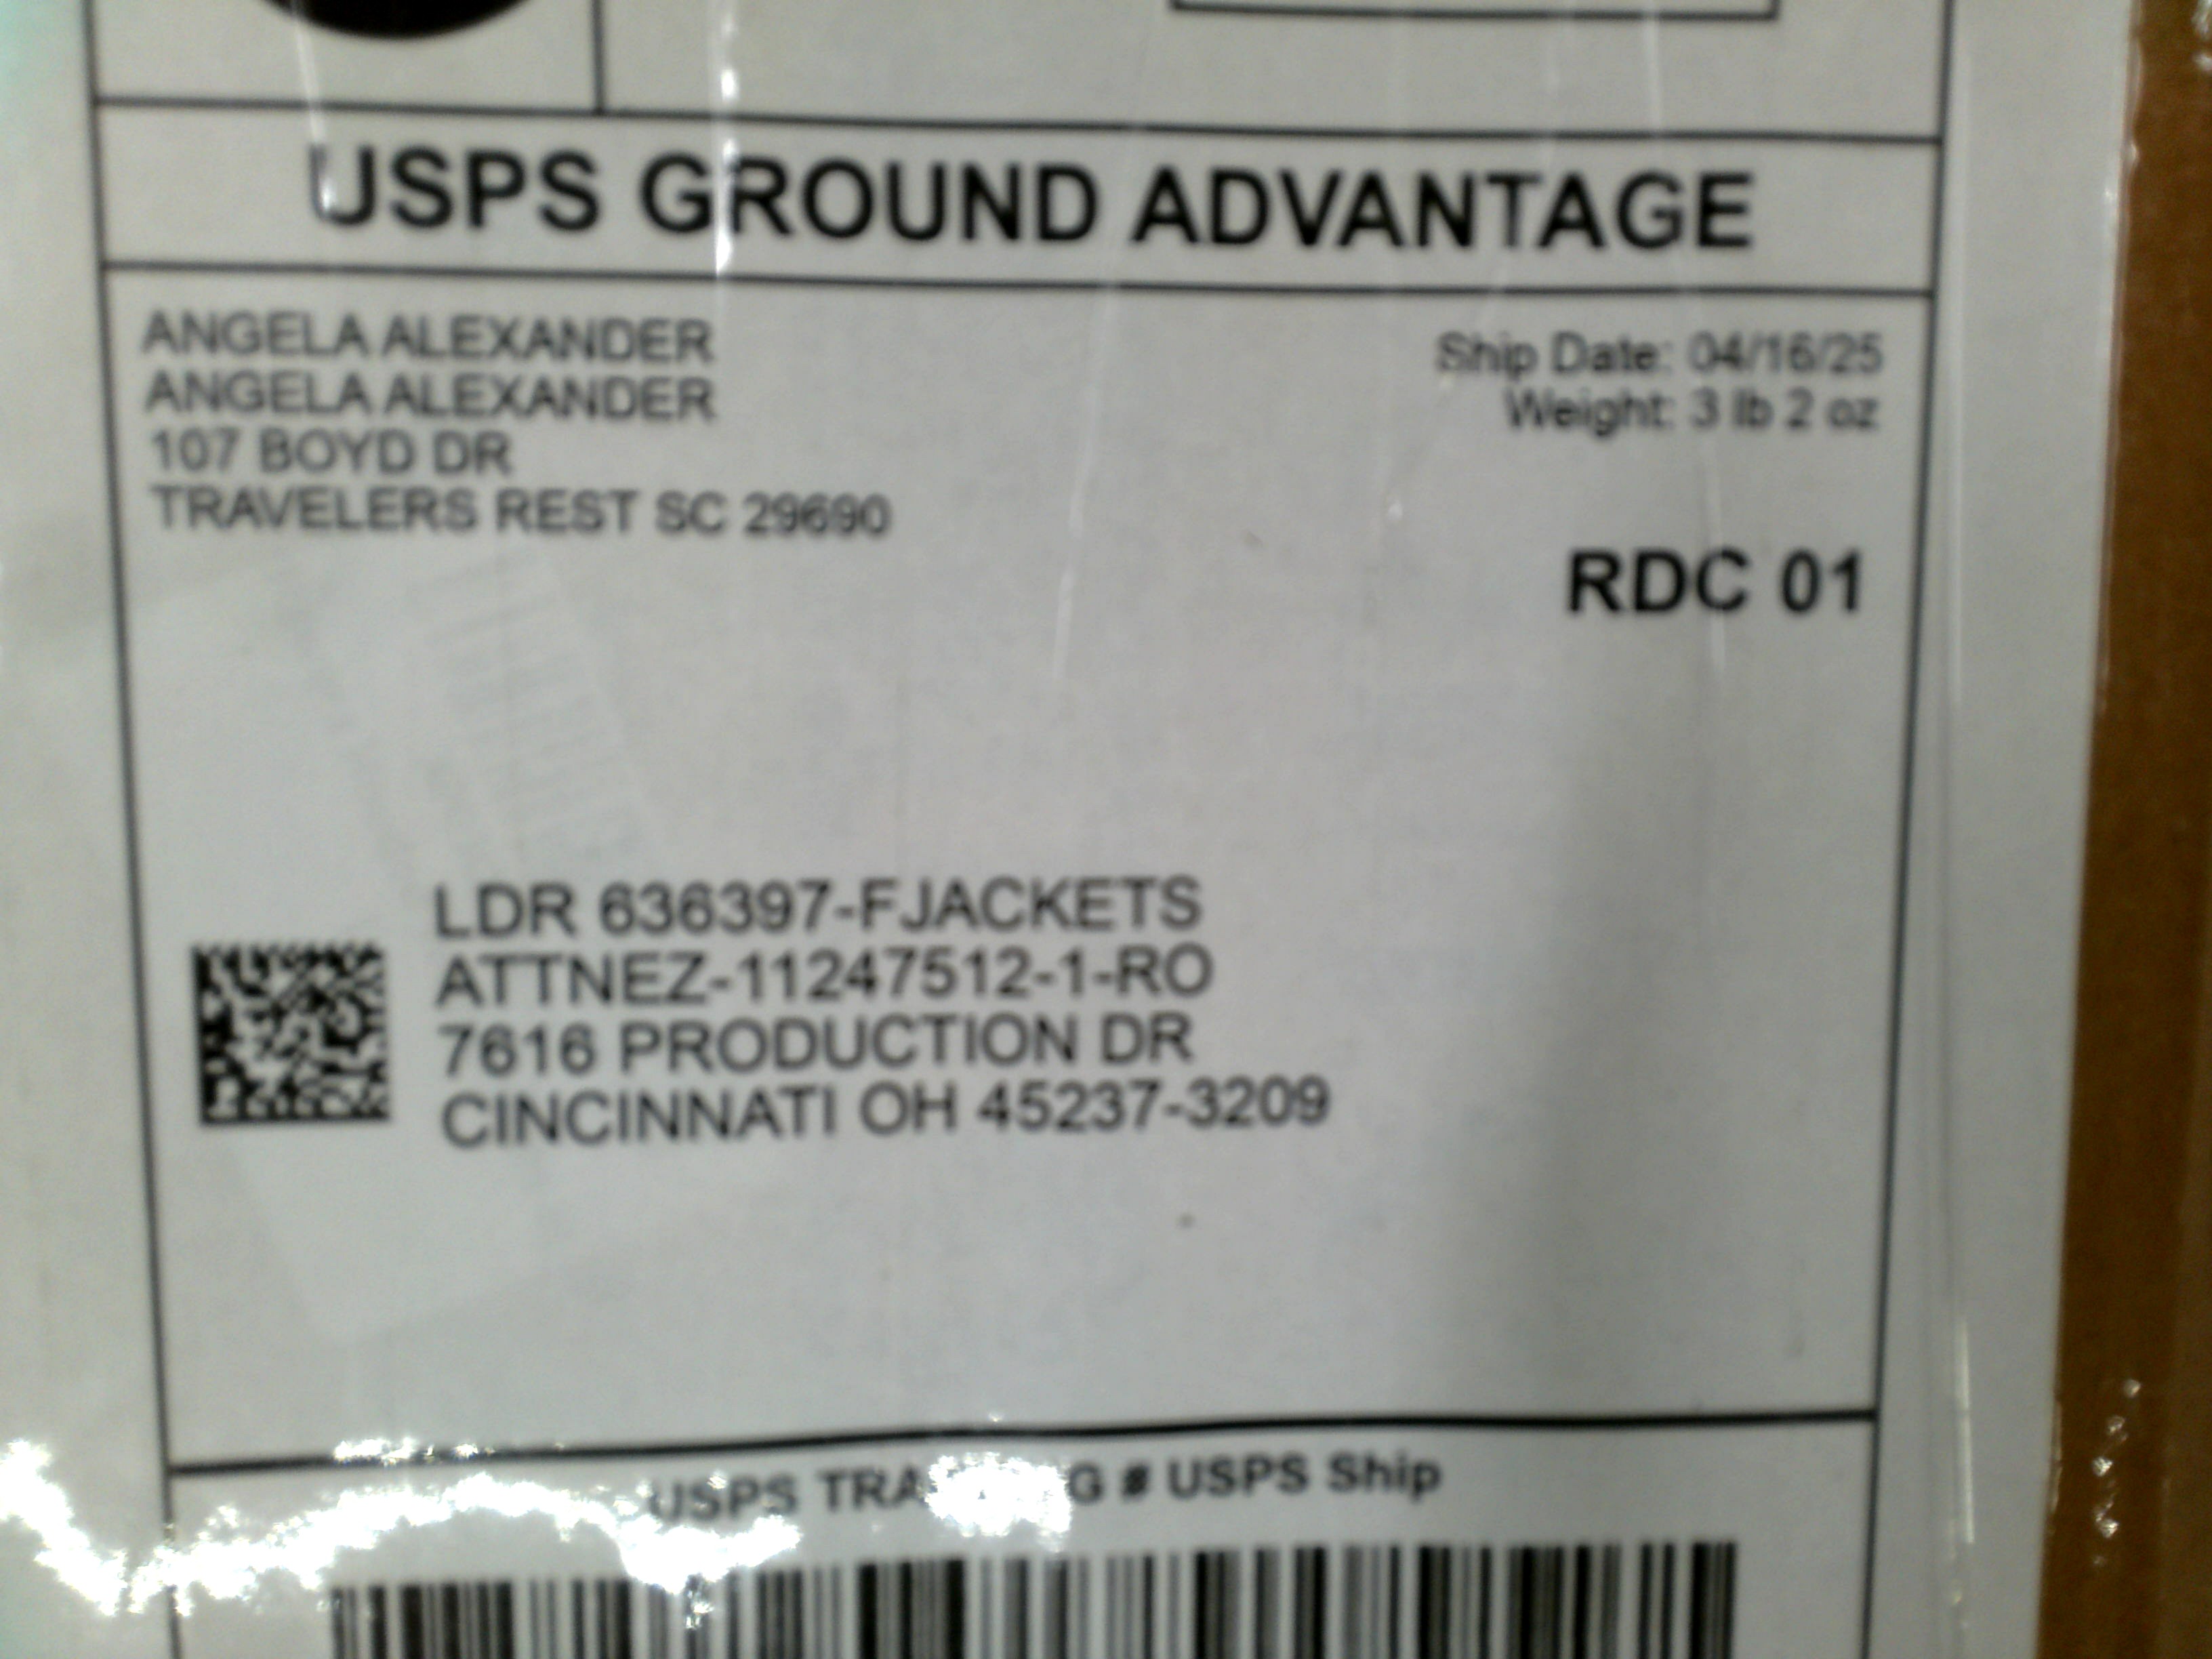 USPS GROUND ADVANTAGE
ANGELA ALEXANDER
ANGELA ALEXANDER
107 BOYD DR
TRAVELERS REST SC 29690
Ship Date: 04/16/25
Weight: 3 lb 2 oz
RDC 01
LDR 636397-FJACKETS
ATTNEZ-11247512-1-RO
7616 PRODUCTION DR
CINCINNATI OH 45237-3209
USPS # USPS Ship